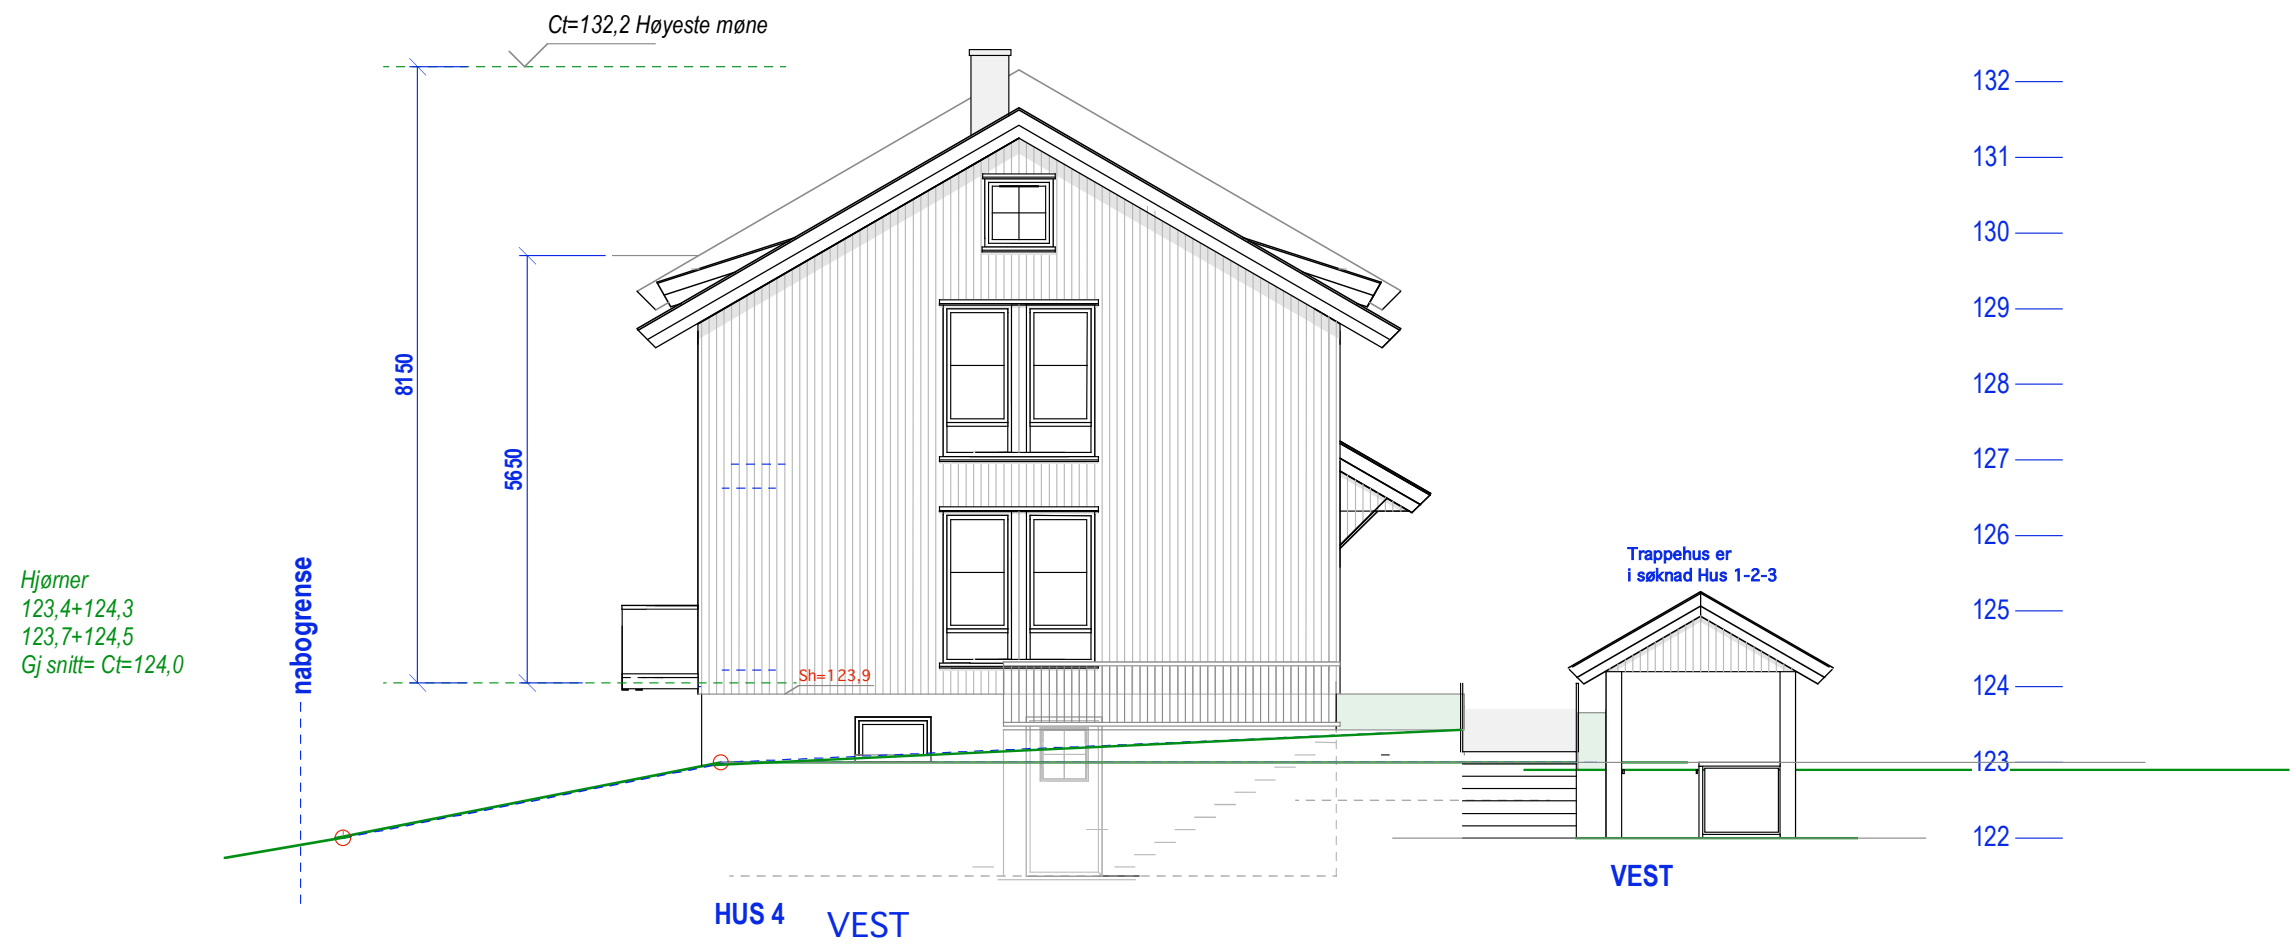 Ct=132,2 Høyeste møne
8150
5650
Hjørner
123,4+124,3
123,7+124,5
Gj snitt= Ct=124,0
nabogrense
Sh=123,9
Trappehus er
i søknad Hus 1-2-3
132
131
130
129
128
127
126
125
124
123
122
VEST
HUS 4 VEST